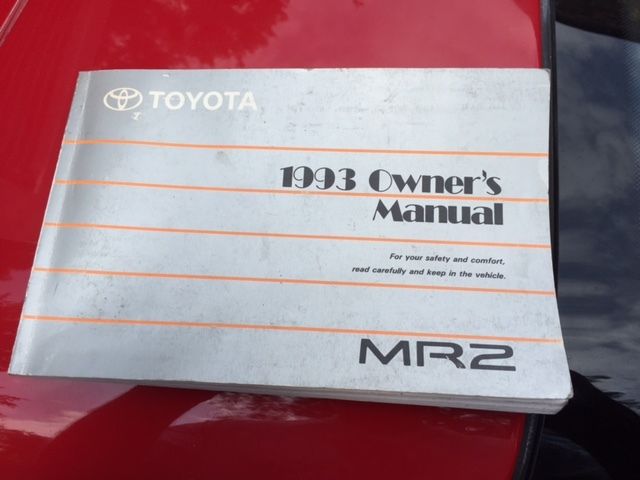 TOYOTA
1993 Owner's
Manual
For your safety and comfort,
read carefully and keep in the vehicle.
MR2